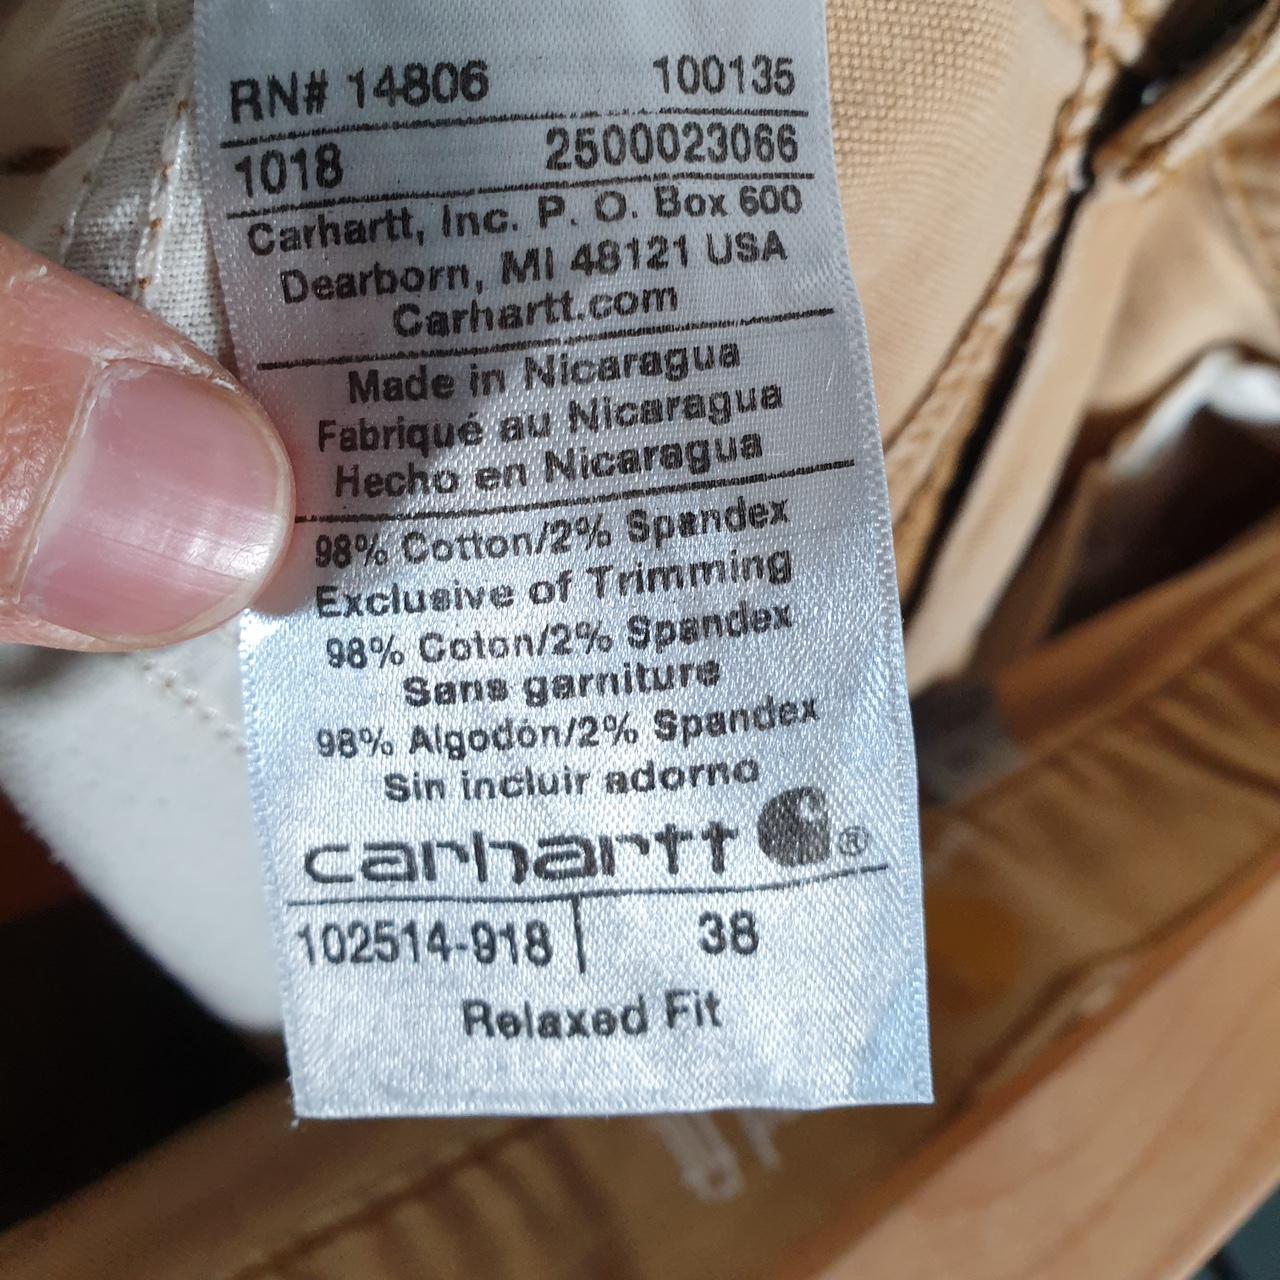 RN# 14806 100135
1018 2500023066
Carhartt, Inc. P. O. Box 600
Dearborn, MI 48121 USA
Carhartt.com
Made in Nicaragua
Fabriqué au Nicaragua
Hecho en Nicaragua
98% Cotton/2% Spandex
Exclusive of Trimming
98% Coton/2% Spandex
Sans garniture
98% Algodón/2% Spandex
Sin incluir adorno
carhartt ®
102514-918 38
Relaxed Fit